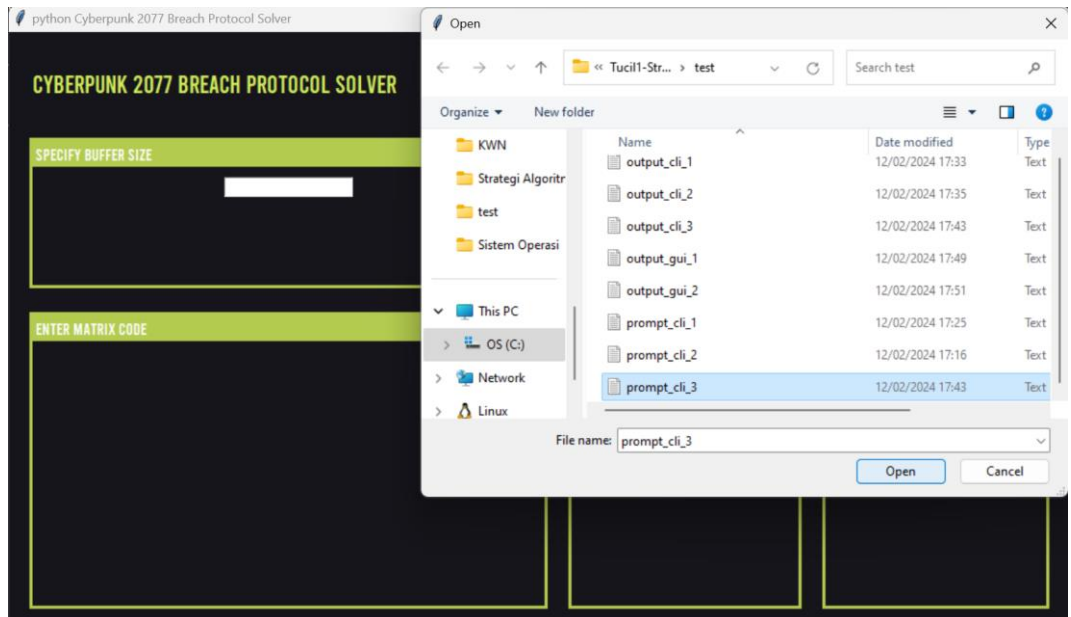 python Cyberpunk 2077 Breach Protocol Solver
CYBERPUNK 2077 BREACH PROTOCOL SOLVER
SPECIFY BUFFER SIZE
ENTER MATRIX CODE
Open
« Tucil1-Str... > test
Search test
Organize
New folder
KWN
Strategi Algoritr
test
Sistem Operasi
This PC
OS (C:)
Network
Linux
Name Date modified Type
output_cli_1 12/02/2024 17:33 Text
output_cli_2 12/02/2024 17:35 Text
output_cli_3 12/02/2024 17:43 Text
output_gui_1 12/02/2024 17:49 Text
output_gui_2 12/02/2024 17:51 Text
prompt_cli_1 12/02/2024 17:25 Text
prompt_cli_2 12/02/2024 17:16 Text
prompt_cli_3 12/02/2024 17:43 Text
File name: prompt_cli_3
Open Cancel